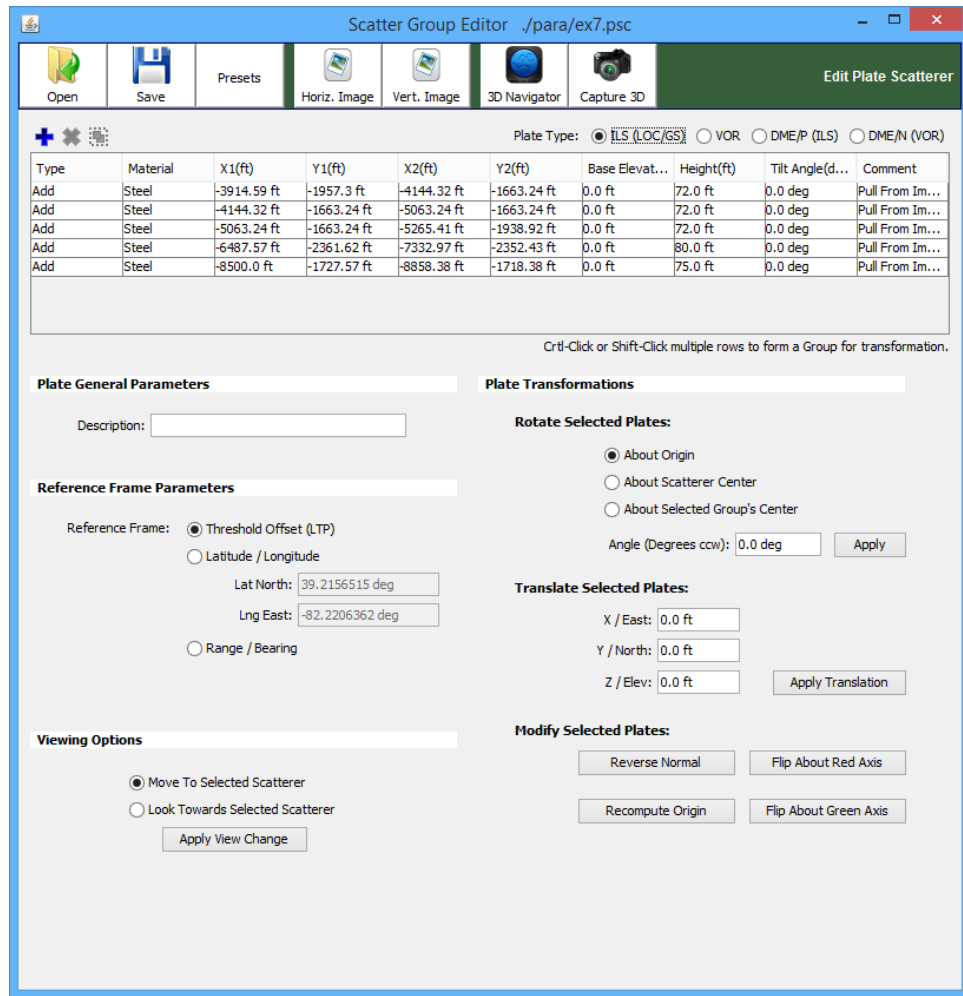 Scatter Group Editor ./para/ex7.psc
Open Save Presets Horiz. Image Vert. Image 3D Navigator Capture 3D Edit Plate Scatterer
Plate Type: ILS (LOC/GS) VOR DME/P (ILS) DME/N (VOR)
Type Material X1(ft) Y1(ft) X2(ft) Y2(ft) Base Elevat... Height(ft) Tilt Angle(d... Comment
Add Steel -3914.59 ft -1957.3 ft -4144.32 ft -1663.24 ft 0.0 ft 72.0 ft 0.0 deg Pull From Im...
Add Steel -4144.32 ft -1663.24 ft -5063.24 ft -1663.24 ft 0.0 ft 72.0 ft 0.0 deg Pull From Im...
Add Steel -5063.24 ft -1663.24 ft -5265.41 ft -1938.92 ft 0.0 ft 72.0 ft 0.0 deg Pull From Im...
Add Steel -6487.57 ft -2361.62 ft -7332.97 ft -2352.43 ft 0.0 ft 80.0 ft 0.0 deg Pull From Im...
Add Steel -8500.0 ft -1727.57 ft -8858.38 ft -1718.38 ft 0.0 ft 75.0 ft 0.0 deg Pull From Im...
Crtl-Click or Shift-Click multiple rows to form a Group for transformation.
Plate General Parameters
Description:
Reference Frame Parameters
Reference Frame: Threshold Offset (LTP)
Latitude / Longitude
Lat North: 39.2156515 deg
Lng East: -82.2206362 deg
Range / Bearing
Viewing Options
Move To Selected Scatterer
Look Towards Selected Scatterer
Apply View Change
Plate Transformations
Rotate Selected Plates:
About Origin
About Scatterer Center
About Selected Group's Center
Angle (Degrees ccw): 0.0 deg Apply
Translate Selected Plates:
X / East: 0.0 ft
Y / North: 0.0 ft
Z / Elev: 0.0 ft Apply Translation
Modify Selected Plates:
Reverse Normal Flip About Red Axis
Recompute Origin Flip About Green Axis